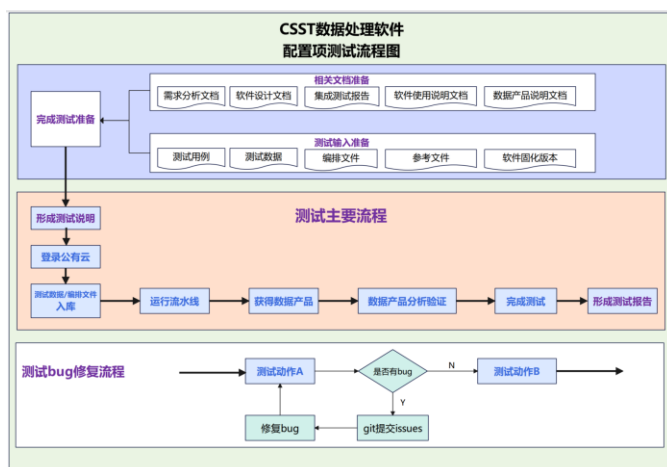 CSST数据处理软件
配置项测试流程图
相关文档准备
需求分析文档
软件设计文档
集成测试报告
软件使用说明文档
数据产品说明文档
完成测试准备
测试输入准备
测试用例
测试数据
编排文件
参考文件
软件固化版本
形成测试说明
测试主要流程
登录公有云
测试数据/编排文件
入库
运行流水线
获得数据产品
数据产品分析验证
完成测试
形成测试报告
测试bug修复流程
测试动作A
是否有bug
N
测试动作B
Y
修复bug
git提交issues